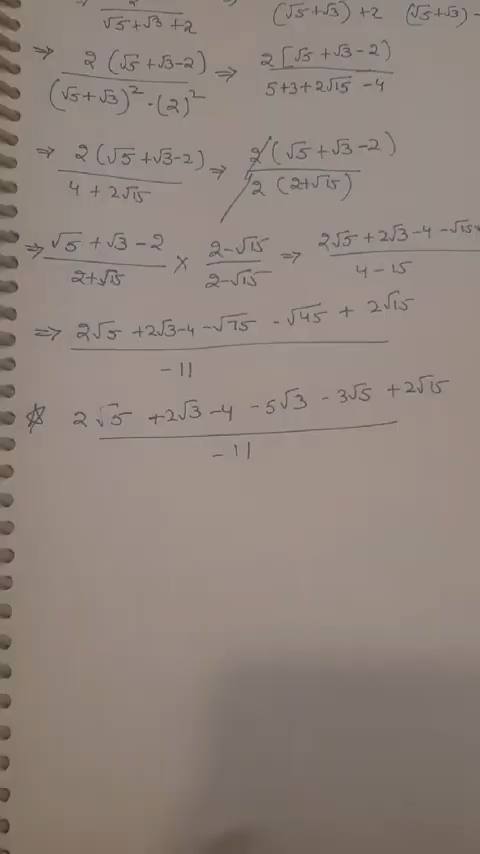 √5+√3+2 (√5+√3)+2 (√5+√3)-
⇒ 2(√5+√3-2)/(√5+√3)²-(2)² ⇒ 2[√5+√3-2)/5+3+2√15-4
⇒ 2(√5+√3-2)/4+2√15 ⇒ 2(√5+√3-2)/2(2+√15)
⇒ √5+√3-2/2+√15 × 2-√15/2-√15 ⇒ 2√5+2√3-4-√15/4-15
⇒ 2√5+2√3-4-√75-√45+2√15/-11
2√5+2√3-4-5√3-3√5+2√15/-11